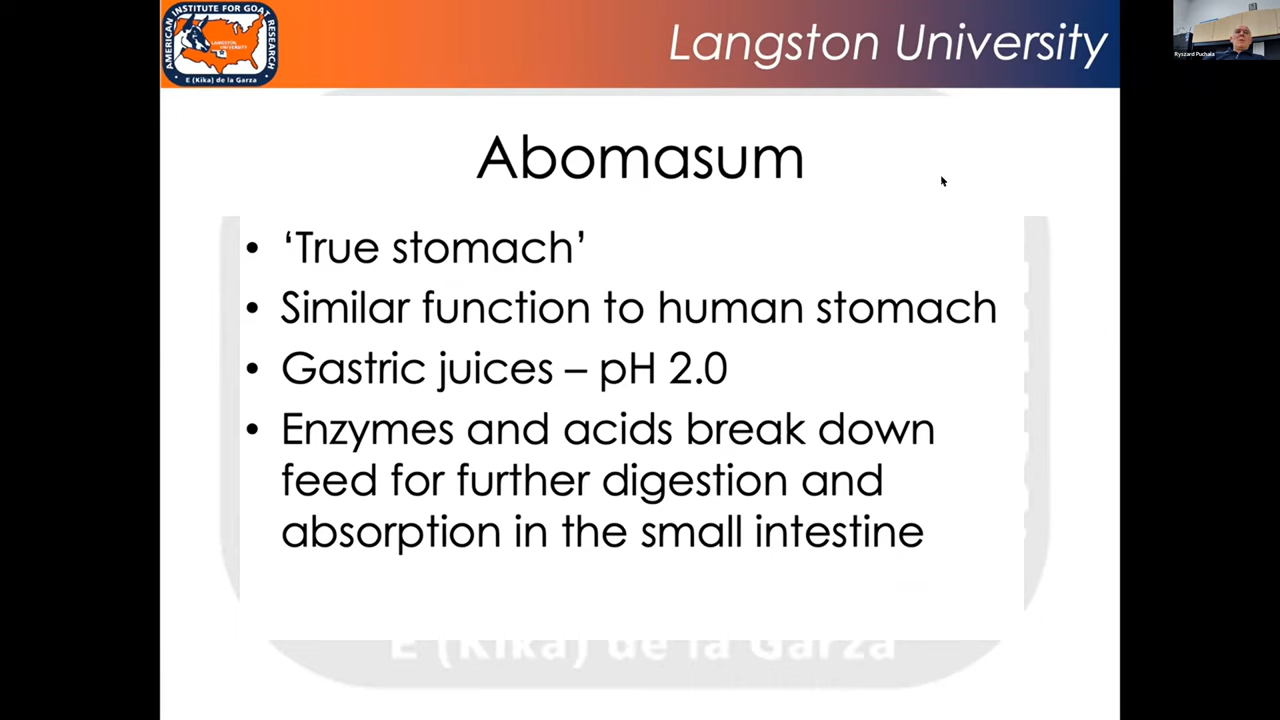 AMERICAN INSTITUTE FOR GOAT RESEARCH
LANGSTON
UNIVERSITY
E (Kika) de la Garza
Langston University
Ryszard Puchala
Abomasum
• ‘True stomach’
• Similar function to human stomach
• Gastric juices – pH 2.0
• Enzymes and acids break down
feed for further digestion and
absorption in the small intestine
E (Kika) de la Garza